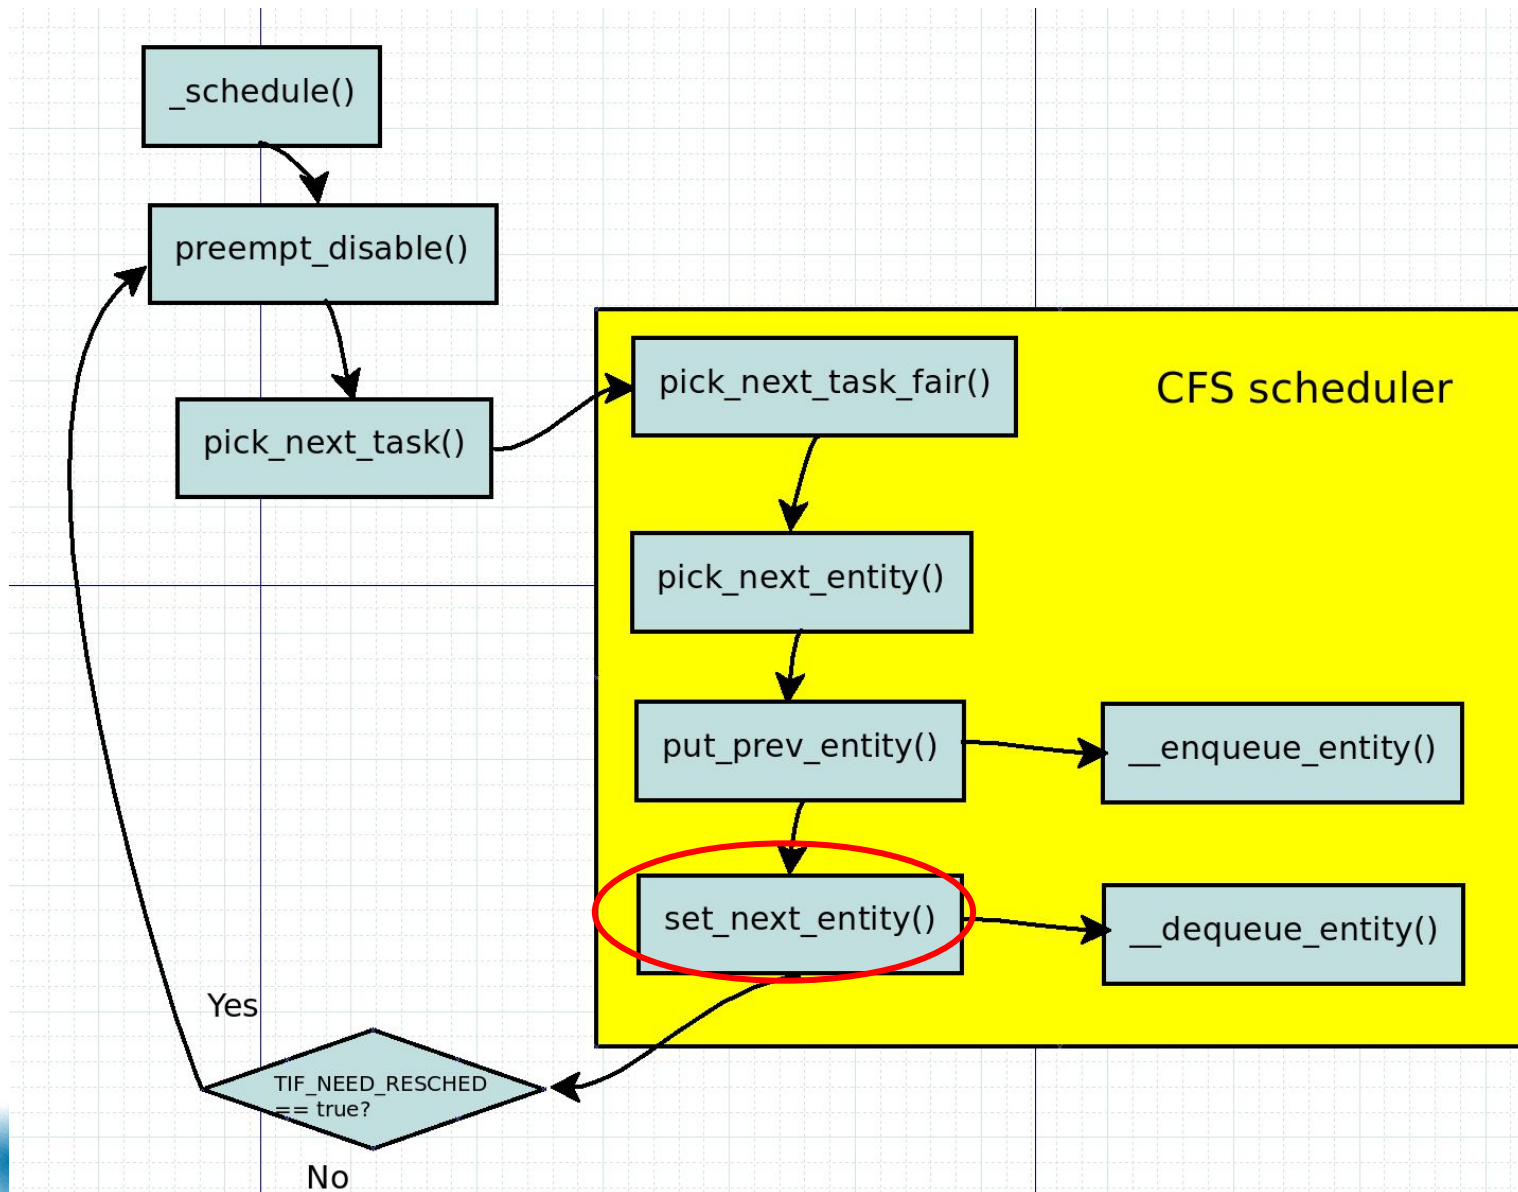 _schedule()
preempt_disable()
pick_next_task()
pick_next_task_fair()
CFS scheduler
pick_next_entity()
put_prev_entity()
__enqueue_entity()
set_next_entity()
__dequeue_entity()
Yes
TIF_NEED_RESCHED
== true?
No